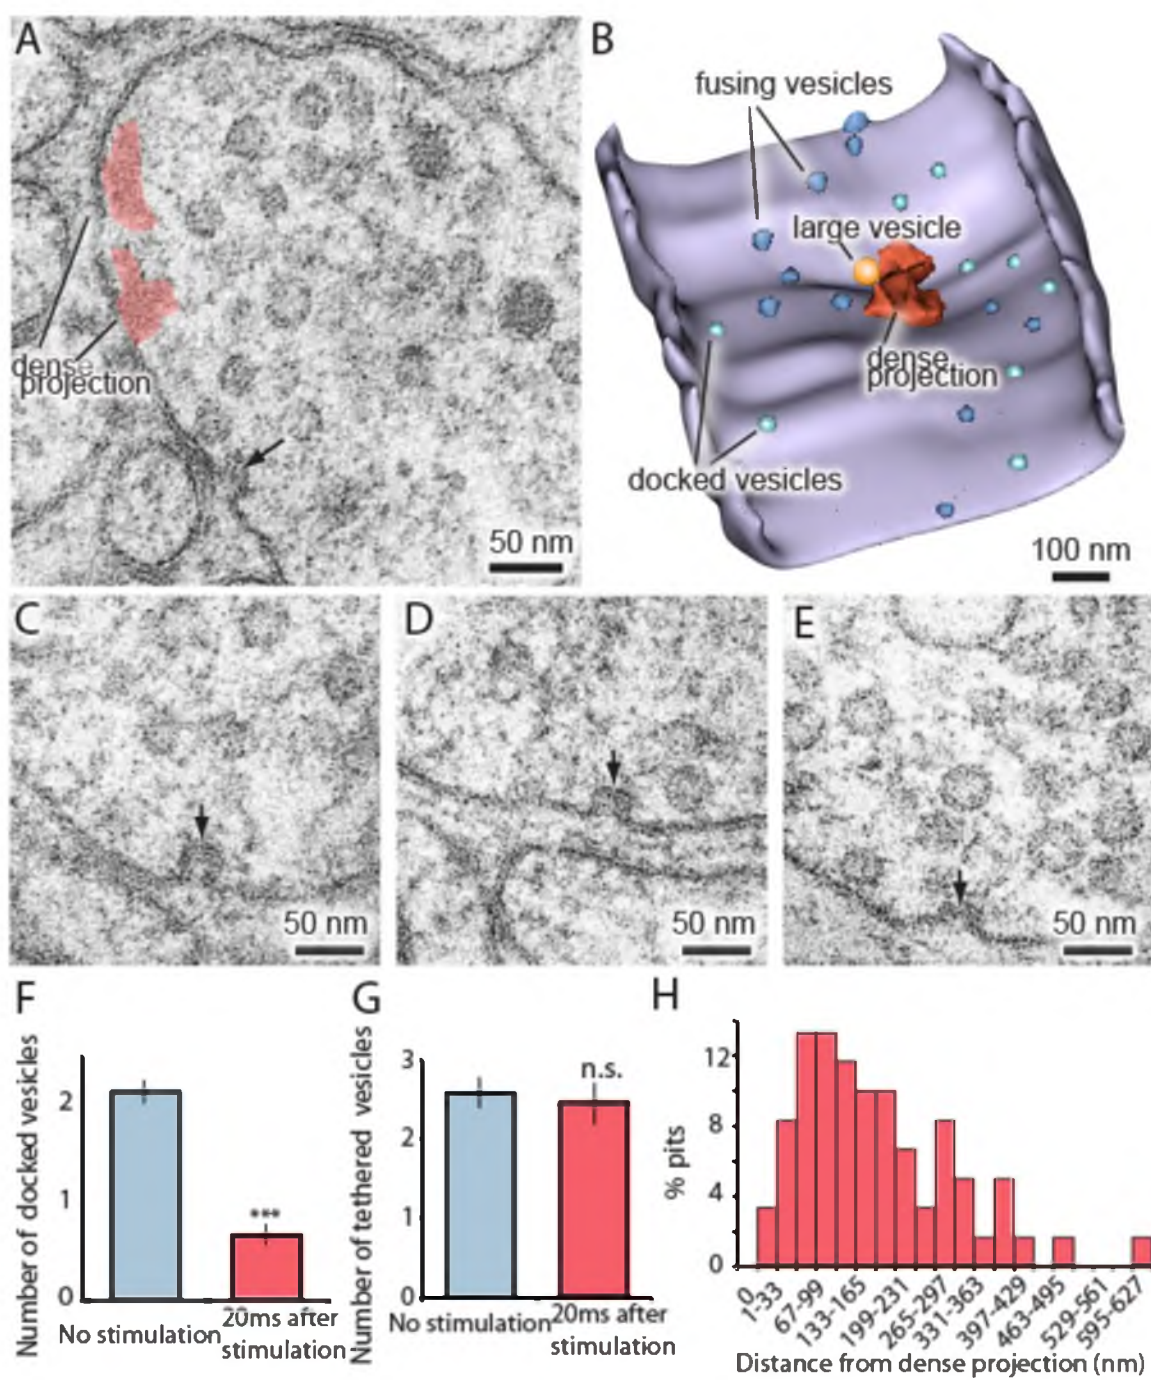 A
dense
projection
50 nm
B
fusing vesicles
large vesicle
dense
projection
docked vesicles
100 nm
C
50 nm
D
50 nm
E
50 nm
F
Number of docked vesicles
2
1
0
***
No stimulation
20ms after
stimulation
G
Number of tethered vesicles
3
2
1
0
n.s.
No stimulation
20ms after
stimulation
H
% pits
12
8
4
0
0
1-33
67-99
133-165
199-231
265-297
331-363
397-429
463-495
529-561
595-627
Distance from dense projection (nm)